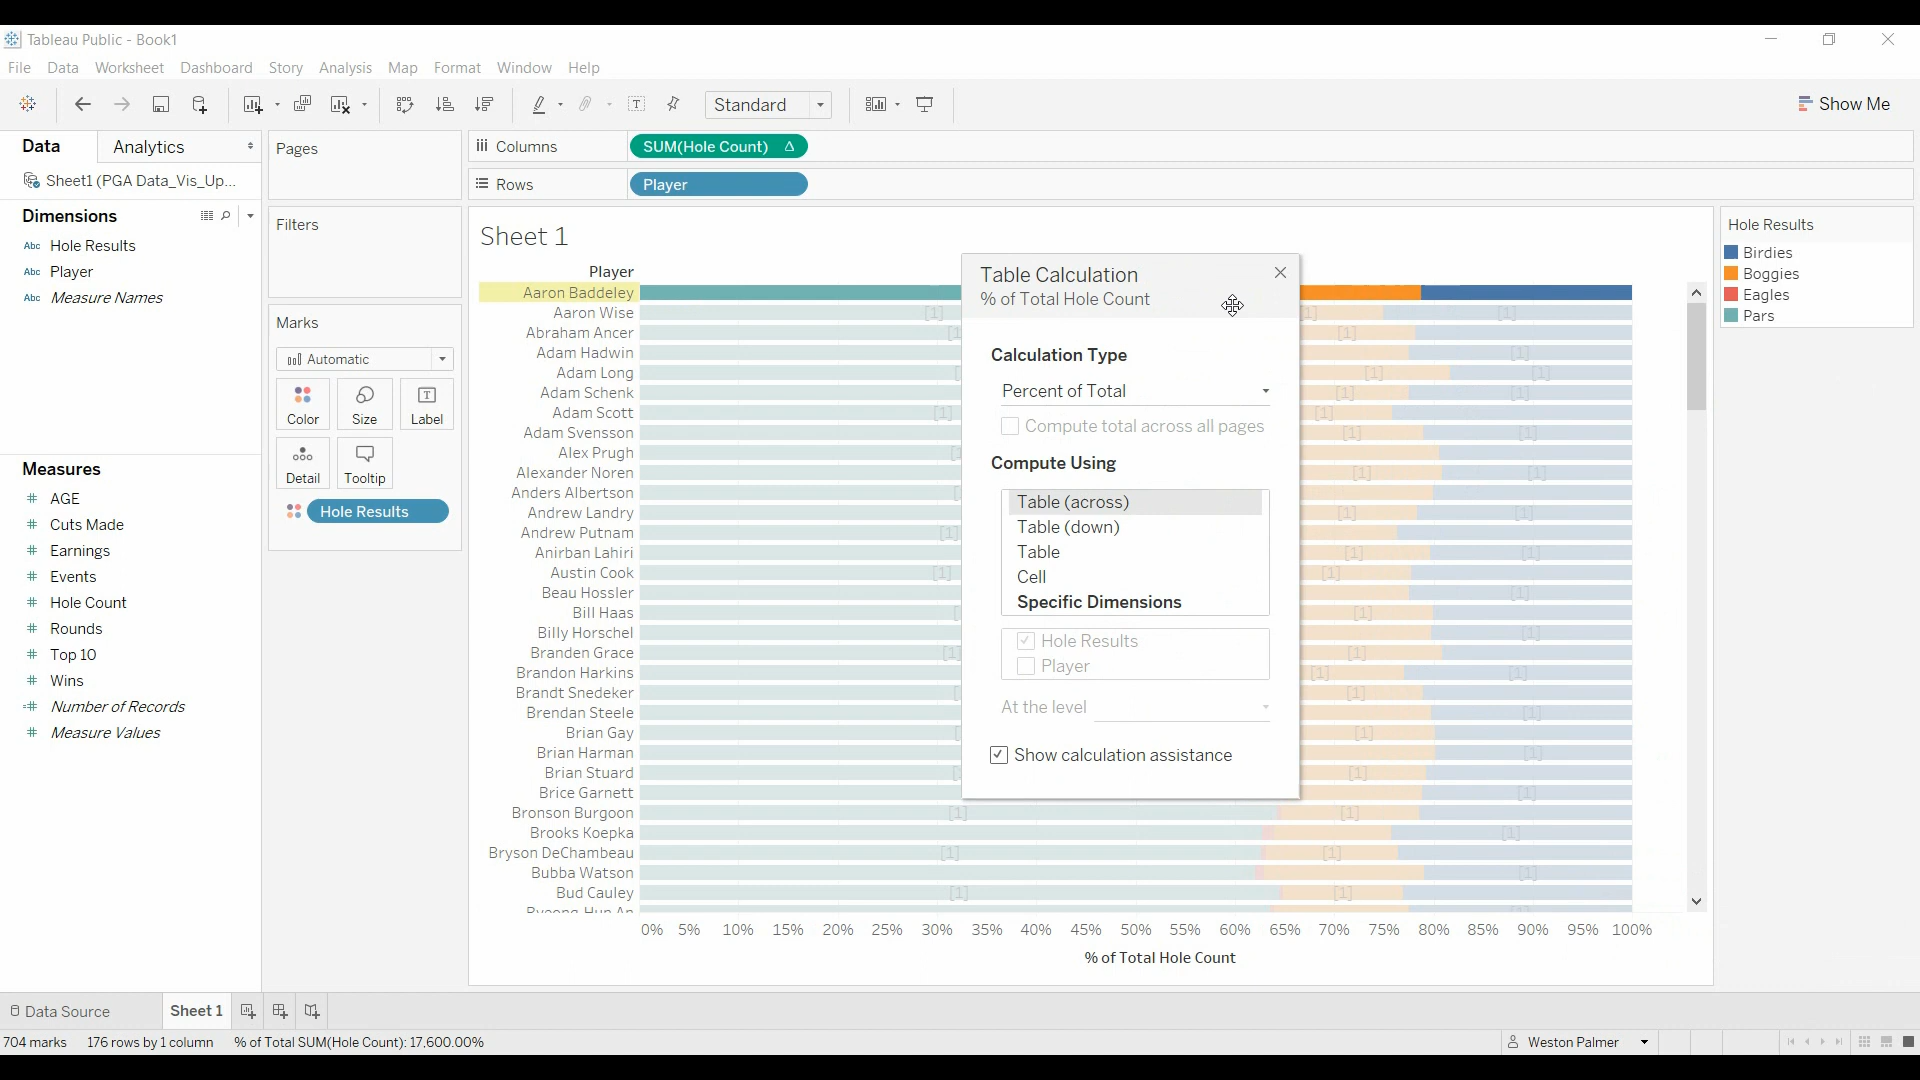 Tableau Public - Book1
File Data Worksheet Dashboard Story Analysis Map Format Window Help
Standard
Show Me
Data
Analytics
Sheet1 (PGA Data_Vis_Up...
Dimensions
Abc Hole Results
Abc Player
Abc Measure Names
Measures
# AGE
# Cuts Made
# Earnings
# Events
# Hole Count
# Rounds
# Top 10
# Wins
=# Number of Records
# Measure Values
Pages
Filters
Marks
Automatic
Color
Size
Label
Detail
Tooltip
Hole Results
Columns
SUM(Hole Count) Δ
Rows
Player
Sheet 1
Player
Aaron Baddeley
Aaron Wise
Abraham Ancer
Adam Hadwin
Adam Long
Adam Schenk
Adam Scott
Adam Svensson
Alex Prugh
Alexander Noren
Anders Albertson
Andrew Landry
Andrew Putnam
Anirban Lahiri
Austin Cook
Beau Hossler
Bill Haas
Billy Horschel
Branden Grace
Brandon Harkins
Brandt Snedeker
Brendan Steele
Brian Gay
Brian Harman
Brian Stuard
Brice Garnett
Bronson Burgoon
Brooks Koepka
Bryson DeChambeau
Bubba Watson
Bud Cauley
Byeong-Hun An
0% 5% 10% 15% 20% 25% 30% 35% 40% 45% 50% 55% 60% 65% 70% 75% 80% 85% 90% 95% 100%
% of Total Hole Count
Table Calculation
% of Total Hole Count
Calculation Type
Percent of Total
Compute total across all pages
Compute Using
Table (across)
Table (down)
Table
Cell
Specific Dimensions
Hole Results
Player
At the level
Show calculation assistance
Hole Results
Birdies
Boggies
Eagles
Pars
Data Source
Sheet 1
704 marks 176 rows by 1 column % of Total SUM(Hole Count): 17,600.00%
Weston Palmer